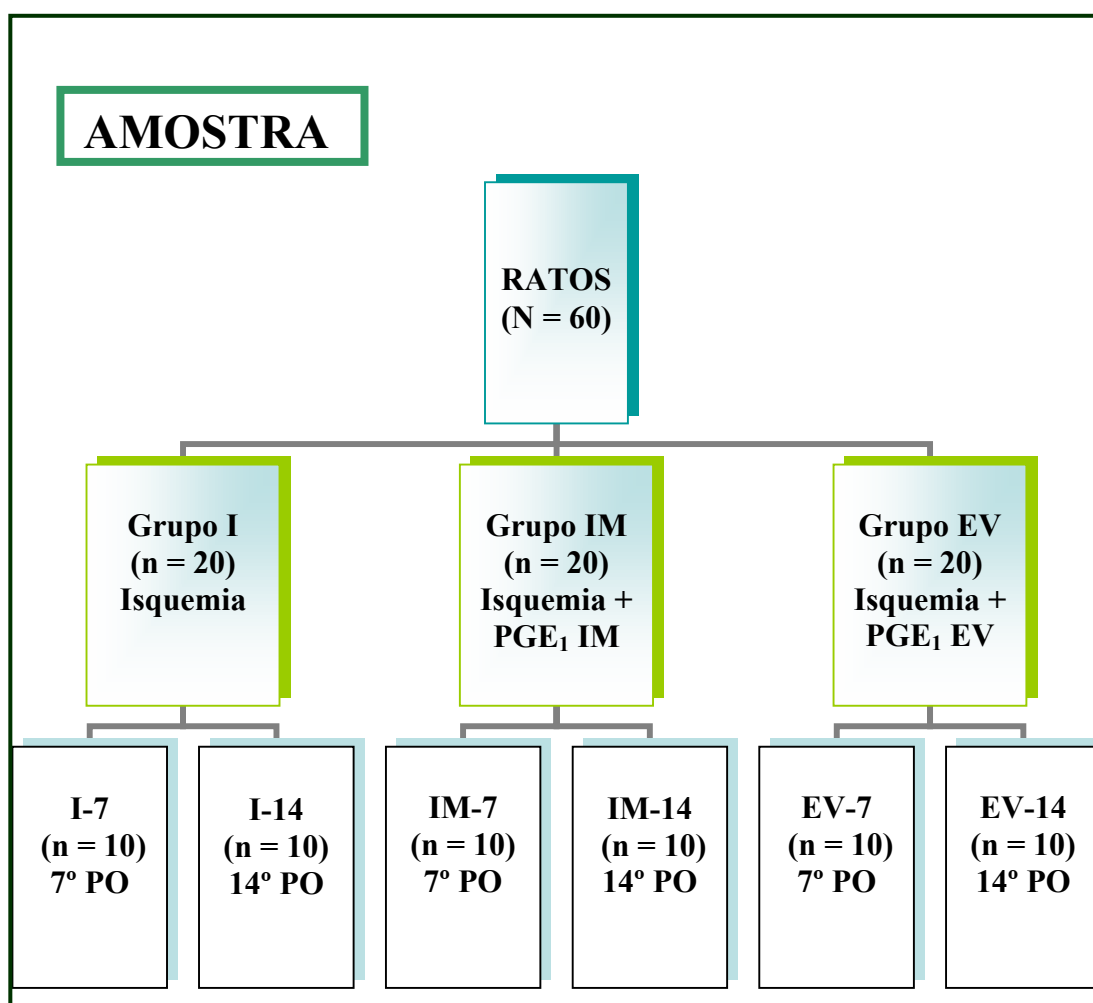 AMOSTRA
RATOS
(N = 60)
Grupo I
(n = 20)
Isquemia
Grupo IM
(n = 20)
Isquemia +
PGE₁ IM
Grupo EV
(n = 20)
Isquemia +
PGE₁ EV
I-7
(n = 10)
7º PO
I-14
(n = 10)
14º PO
IM-7
(n = 10)
7º PO
IM-14
(n = 10)
14º PO
EV-7
(n = 10)
7º PO
EV-14
(n = 10)
14º PO